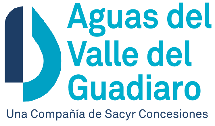 Aguas del
Valle del
Guadiaro
Una Compañía de Sacyr Concesiones